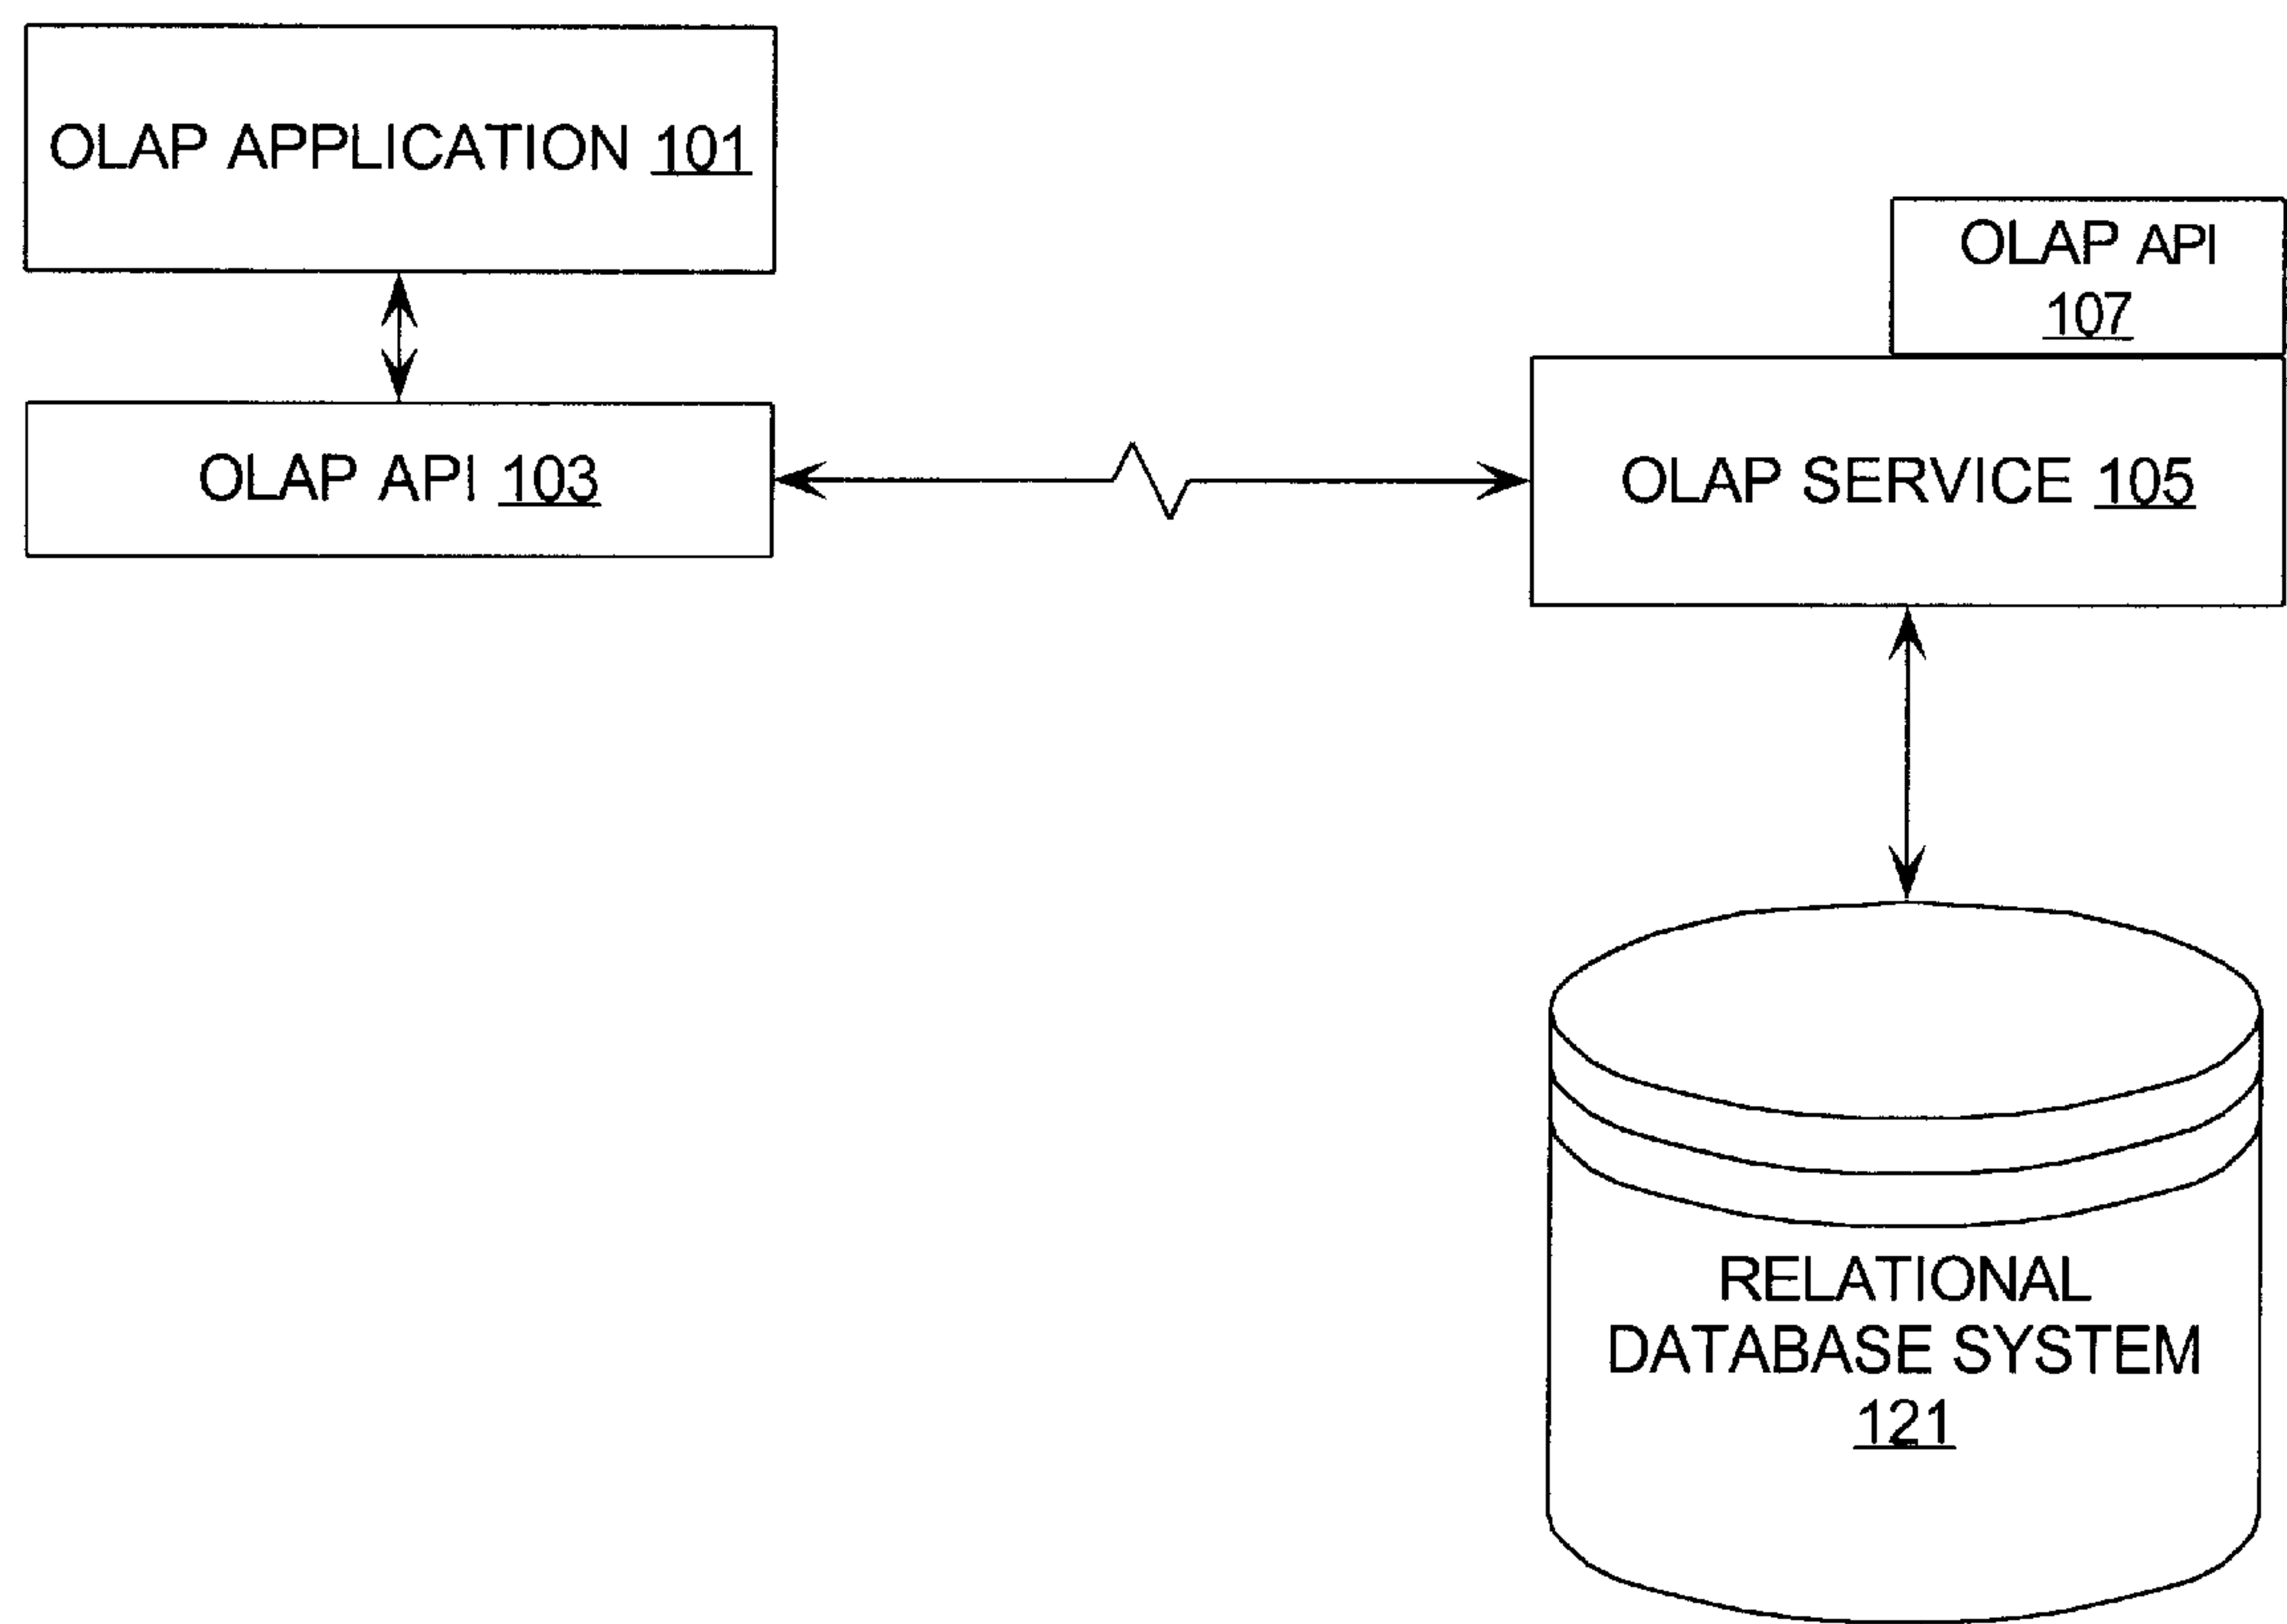 OLAP APPLICATION 101
OLAP API
107
OLAP API 103
OLAP SERVICE 105
RELATIONAL
DATABASE SYSTEM
121